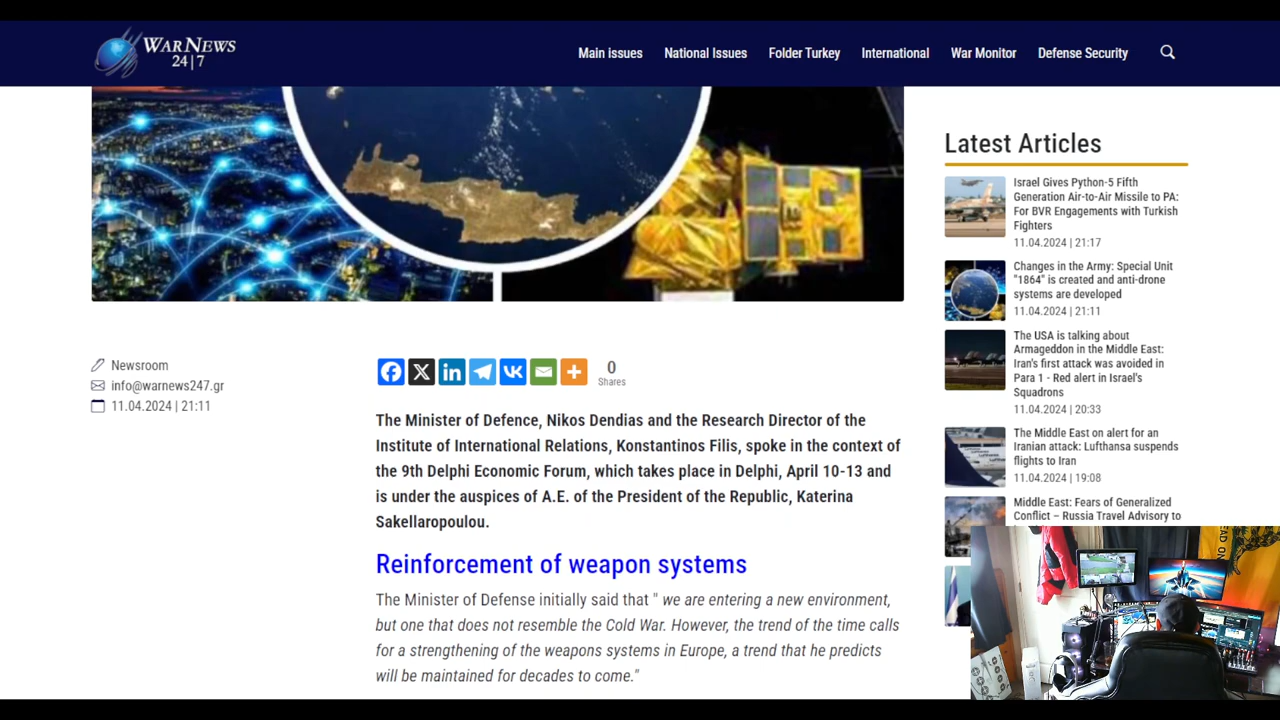 WARNEWS
24|7
Main issues
National Issues
Folder Turkey
International
War Monitor
Defense Security
Newsroom
info@warnews247.gr
11.04.2024 | 21:11
0
Shares
The Minister of Defence, Nikos Dendias and the Research Director of the
Institute of International Relations, Konstantinos Filis, spoke in the context of
the 9th Delphi Economic Forum, which takes place in Delphi, April 10-13 and
is under the auspices of A.E. of the President of the Republic, Katerina
Sakellaropoulou.
Reinforcement of weapon systems
The Minister of Defense initially said that " we are entering a new environment,
but one that does not resemble the Cold War. However, the trend of the time calls
for a strengthening of the weapons systems in Europe, a trend that he predicts
will be maintained for decades to come."
Latest Articles
Israel Gives Python-5 Fifth
Generation Air-to-Air Missile to PA:
For BVR Engagements with Turkish
Fighters
11.04.2024 | 21:17
Changes in the Army: Special Unit
"1864" is created and anti-drone
systems are developed
11.04.2024 | 21:11
The USA is talking about
Armageddon in the Middle East:
Iran's first attack was avoided in
Para 1 - Red alert in Israel's
Squadrons
11.04.2024 | 20:33
The Middle East on alert for an
Iranian attack: Lufthansa suspends
flights to Iran
11.04.2024 | 19:08
Middle East: Fears of Generalized
Conflict – Russia Travel Advisory to